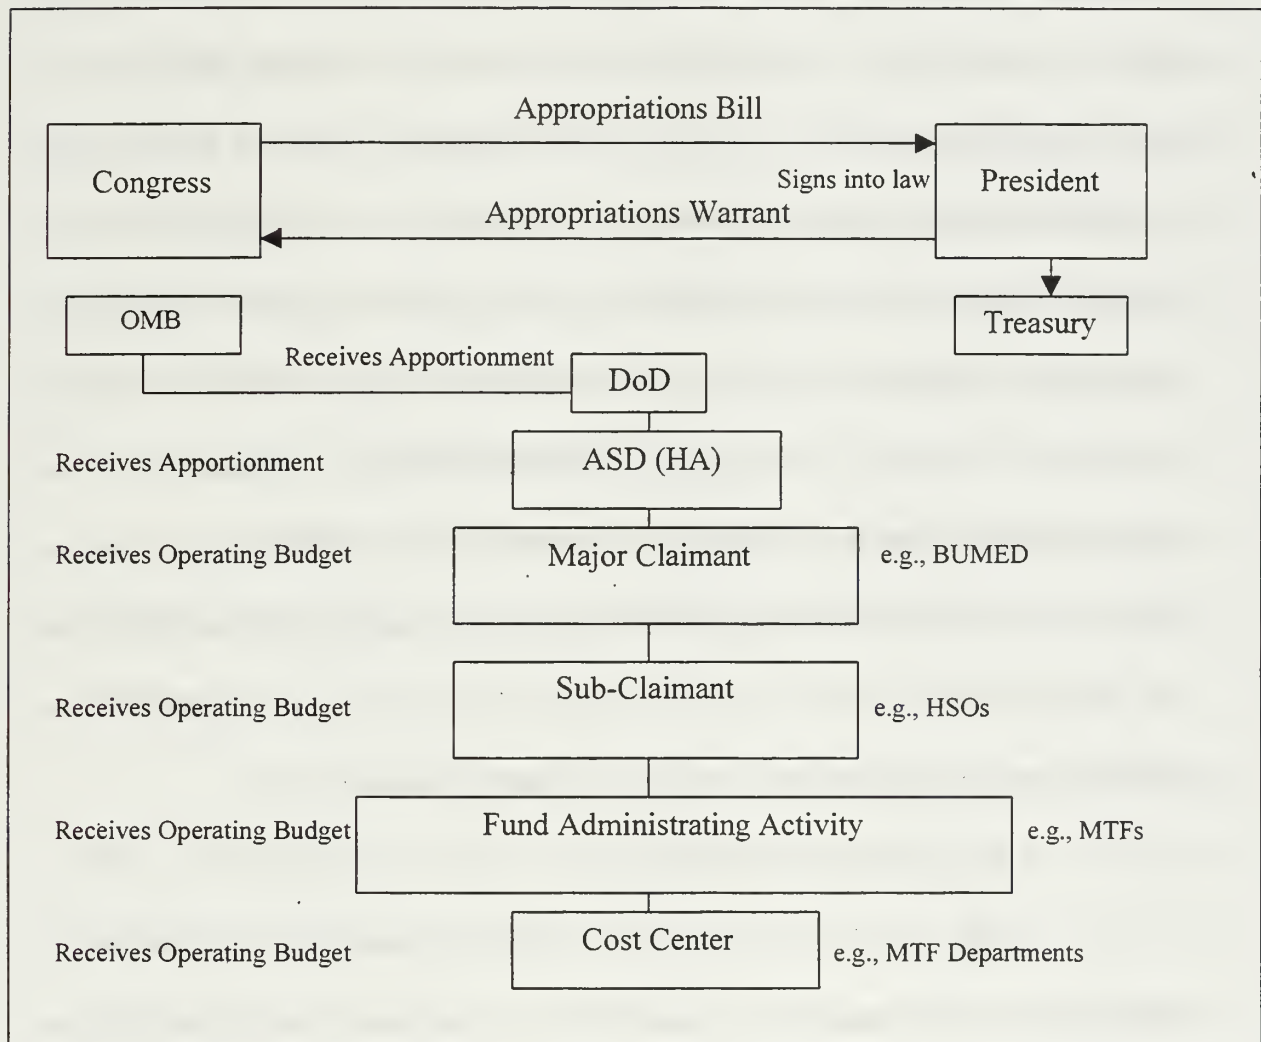 Appropriations Bill
Congress
Signs into law
President
Appropriations Warrant
OMB
Treasury
Receives Apportionment
DoD
Receives Apportionment
ASD (HA)
Receives Operating Budget
Major Claimant
e.g., BUMED
Receives Operating Budget
Sub-Claimant
e.g., HSOs
Receives Operating Budget
Fund Administrating Activity
e.g., MTFs
Receives Operating Budget
Cost Center
e.g., MTF Departments